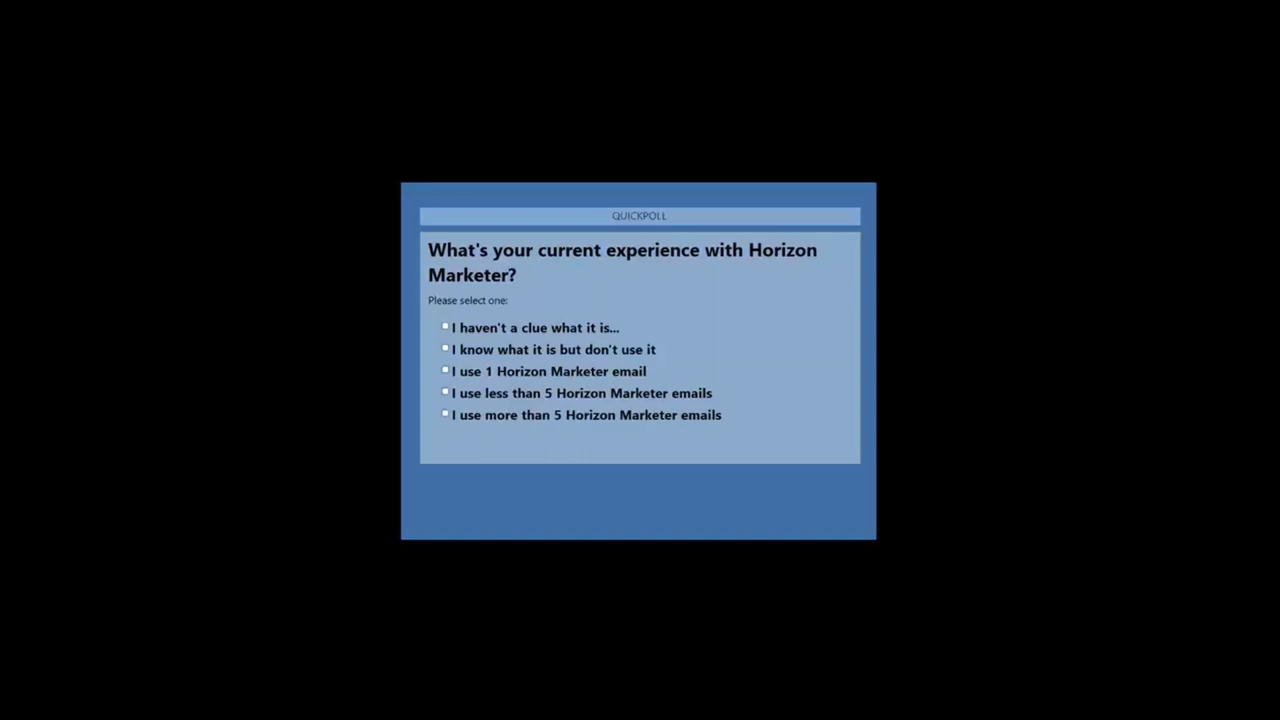 QUICKPOLL
What's your current experience with Horizon
Marketer?
Please select one:
I haven't a clue what it is...
I know what it is but don't use it
I use 1 Horizon Marketer email
I use less than 5 Horizon Marketer emails
I use more than 5 Horizon Marketer emails